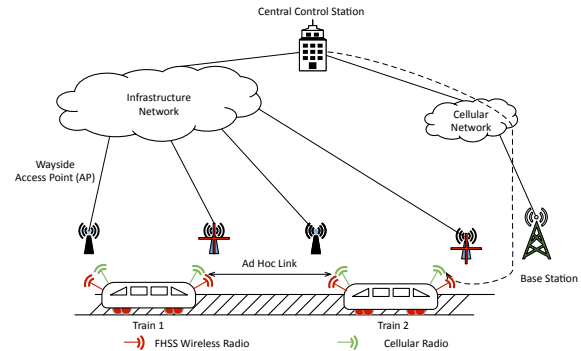 Central Control Station
Infrastructure
Network
Cellular
Network
Wayside
Access Point (AP)
Ad Hoc Link
Base Station
Train 1
Train 2
FHSS Wireless Radio
Cellular Radio